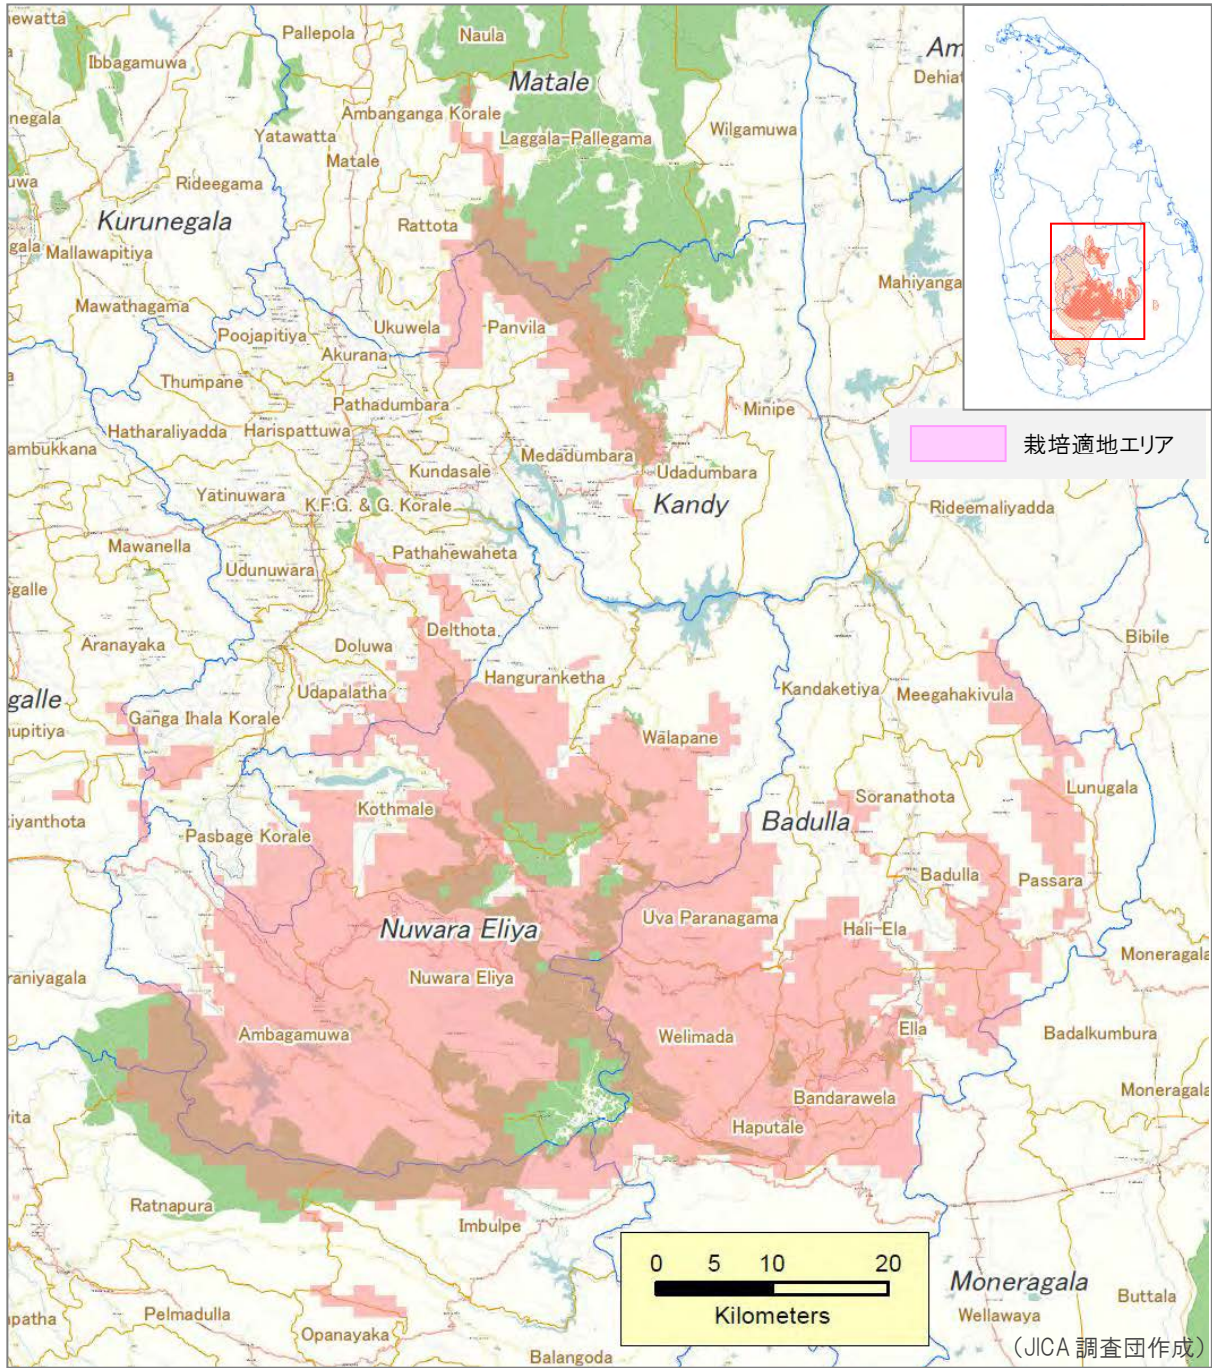 ewatta
Pallepola
Naula
Am
Ibbagamuwa
Matale
Dehiat
Ambanganga Korale
negala
Yatawatta
Laggala-Pallegama
Wilgamuwa
Matale
uwa
Rideegama
Kurunegala
Rattota
gala
Mallawapitiya
Mahiyanga
Mawathagama
Poojapitiya
Ukuwela
Panvila
Akurana
Thumpane
Pathadumbara
Minipe
Hatharaliyadda
Harispattuwa
ambukkana
Medadumbara
栽培適地エリア
Kundasale
Udadumbara
Yatinuwara
K.F.G. & G. Korale
Kandy
Rideemaliyadda
Mawanella
Pathahewaheta
Udunuwara
egalle
Delthota
Aranayaka
Doluwa
Bibile
Hanguranketha
Udapalatha
Kandaketiya
Meegahakivula
galle
Ganga Ihala Korale
upitiya
Walapane
Soranathota
Lunugala
Kothmale
iyanthota
Pasbage Korale
Badulla
Badulla
Passara
Uva Paranagama
Nuwara Eliya
Hali-Ela
Moneragala
raniyagala
Nuwara Eliya
Ambagamuwa
Welimada
Ella
Badalkumbura
Bandarawela
Moneragala
vita
Haputale
Ratnapura
Imbulpe
0 5 10 20
Kilometers
Moneragala
Buttala
Wellawaya
apatha
Pelmadulla
Opanayaka
Balangoda
（JICA 調査団作成）